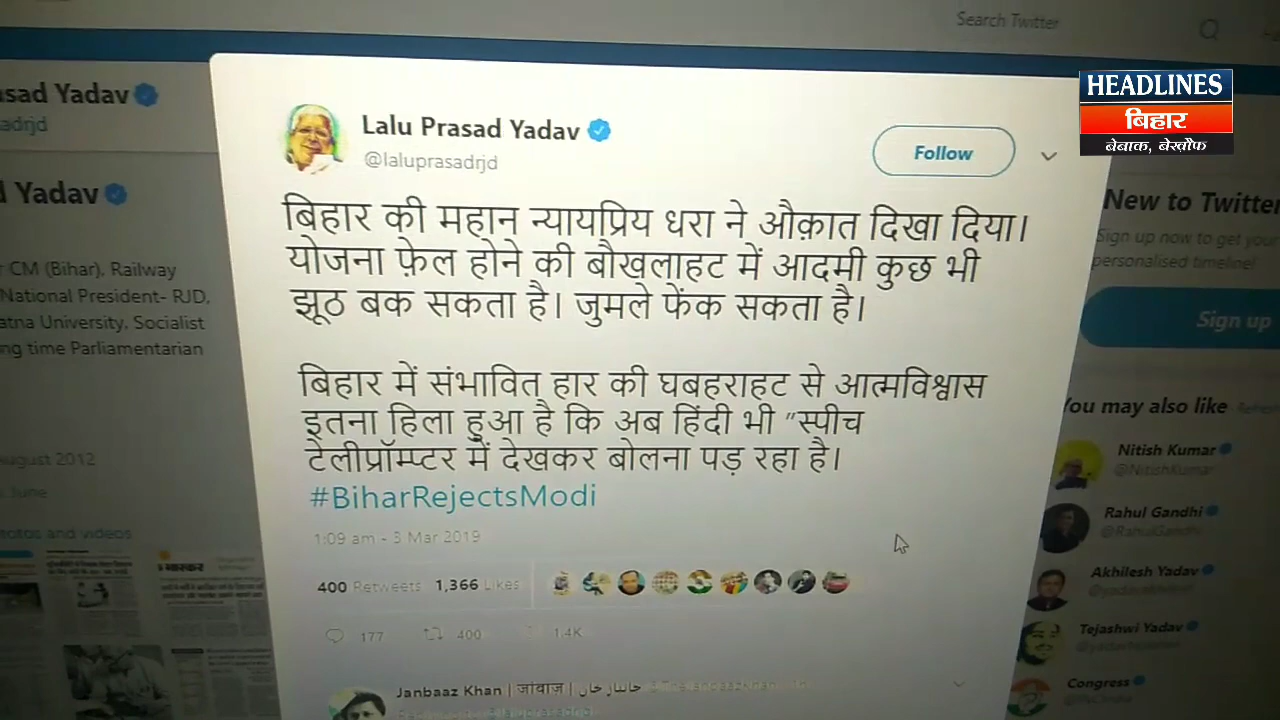 Search Twitter
HEADLINES
बिहार
बेबाक, बेख़ौफ
sad Yadav
adrjd
Yadav
CM (Bihar), Railway
National President- RJD,
atna University, Socialist
ng time Parliamentarian
august 2012
June
otos and videos
Lalu Prasad Yadav
@laluprasadrjd
Follow
बिहार की महान न्यायप्रिय धरा ने औक़ात दिखा दिया।
योजना फ़ेल होने की बौखलाहट में आदमी कुछ भी
झूठ बक सकता है। जुमले फेंक सकता है।
बिहार में संभावित हार की घबहराहट से आत्मविश्वास
इतना हिला हुआ है कि अब हिंदी भी "स्पीच
टेलीप्रॉम्प्टर में देखकर बोलना पड़ रहा है।
#BiharRejectsModi
1:09 am - 3 Mar 2019
400 Retweets 1,366 Likes
177 400 1.4K
Janbaaz Khan | जांबाज़ |
New to Twitter
Sign up now to get your
personalised timeline!
Sign up
You may also like
Nitish Kumar
@NitishKumar
Rahul Gandhi
@RahulGandhi
Akhilesh Yadav
Tejashwi Yadav
Congress